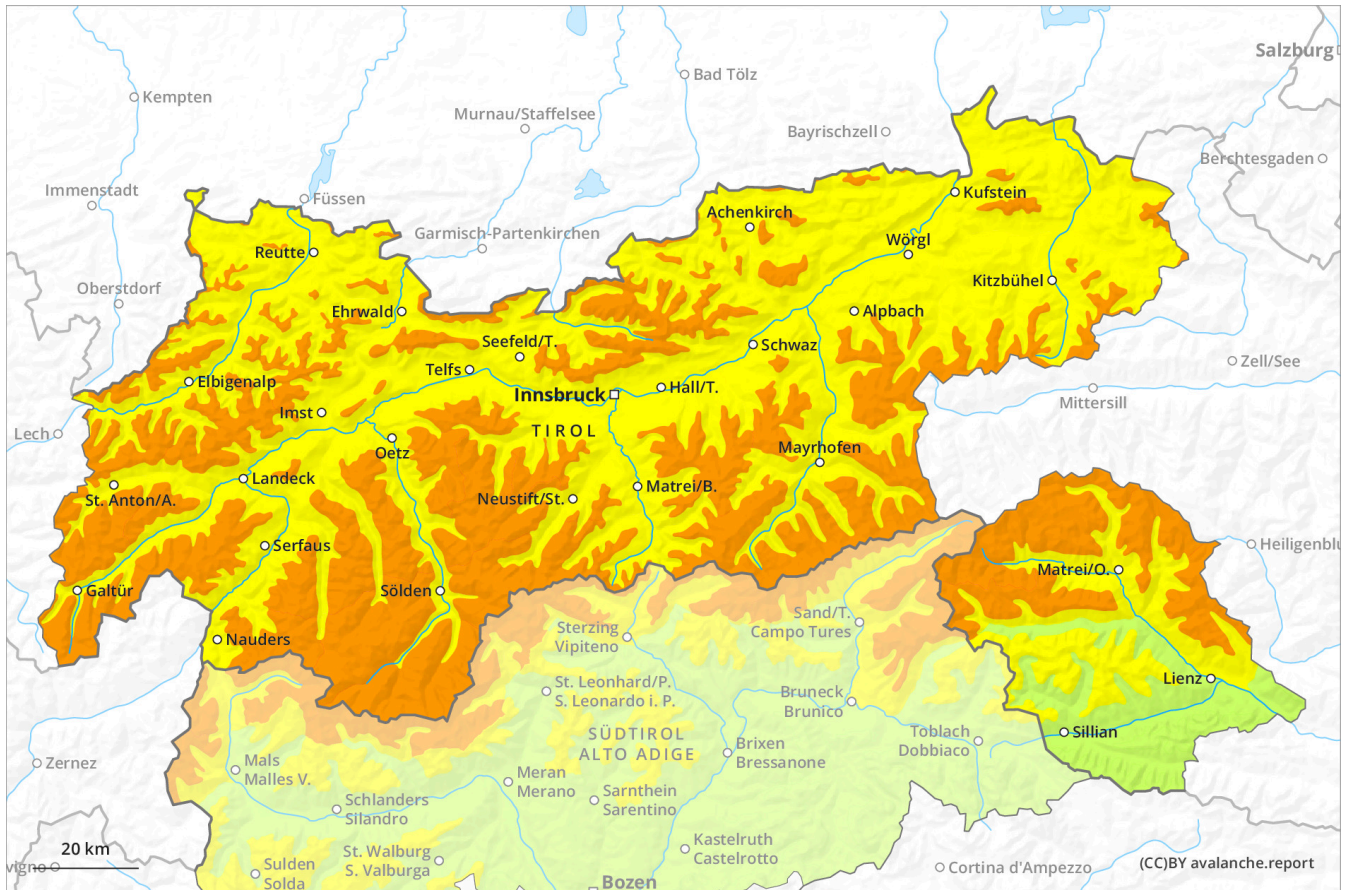 Salzburg
Kempten
Bad Tölz
Murnau/Staffelsee
Bayrischzell
Berchtesgaden
Immenstadt
Füssen
Kufstein
Achenkirch
Garmisch-Partenkirchen
Wörgl
Reutte
Oberstdorf
Kitzbühel
Ehrwald
Alpbach
Seefeld/T.
Schwaz
Telfs
Zell/See
Elbigenalp
Innsbruck
Hall/T.
Mittersill
Imst
TIROL
Lech
Oetz
Mayrhofen
Landeck
Matrei/B.
St. Anton/A.
Neustift/St.
Serfaus
Matrei/O.
Galtür
Sölden
Sand/T.
Campo Tures
Sterzing
Vipiteno
Nauders
Lienz
St. Leonhard/P.
S. Leonardo i. P.
Bruneck
Brunico
SÜDTIROL
ALTO ADIGE
Toblach
Dobbiaco
Sillian
Brixen
Bressanone
Zernez
Mals
Malles V.
Meran
Merano
Sarnthein
Sarentino
Schlanders
Silandro
20 km
St. Walburg
S. Valburga
Kastelruth
Castelrotto
Sulden
Solda
Cortina d'Ampezzo
(CC)BY avalanche.report
Bozen